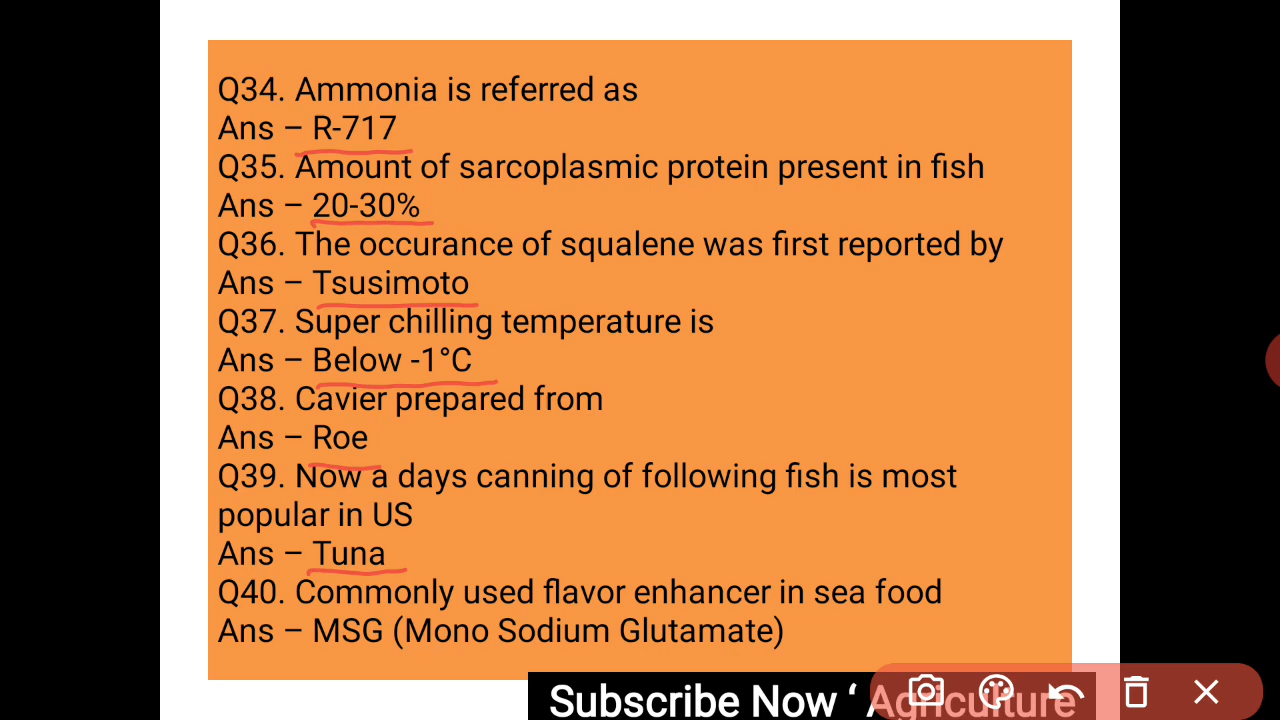 Q34. Ammonia is referred as
Ans – R-717
Q35. Amount of sarcoplasmic protein present in fish
Ans – 20-30%
Q36. The occurance of squalene was first reported by
Ans – Tsusimoto
Q37. Super chilling temperature is
Ans – Below -1°C
Q38. Cavier prepared from
Ans – Roe
Q39. Now a days canning of following fish is most
popular in US
Ans – Tuna
Q40. Commonly used flavor enhancer in sea food
Ans – MSG (Mono Sodium Glutamate)
Subscribe Now ‘ Agriculture